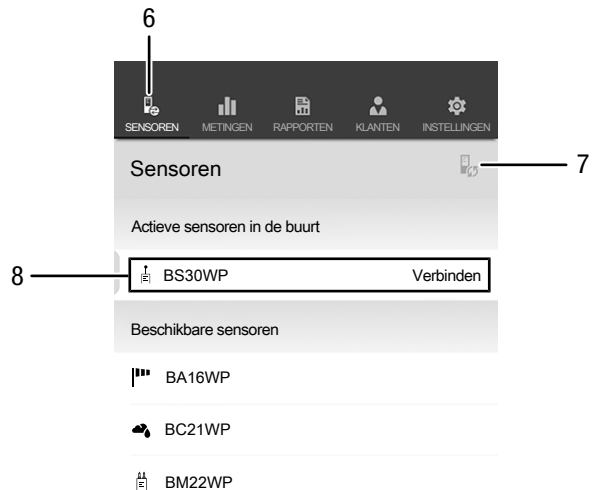 6
SENSOREN METINGEN RAPPORTEN KLANTEN INSTELLINGEN
Sensoren
7
Actieve sensoren in de buurt
8
BS30WP Verbinden
Beschikbare sensoren
BA16WP
BC21WP
BM22WP